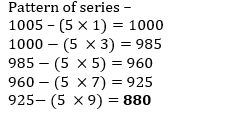 Pattern of series –
1005 – (5 × 1) = 1000
1000 – (5 × 3) = 985
985 – (5 × 5) = 960
960 – (5 × 7) = 925
925– (5 × 9) = 880